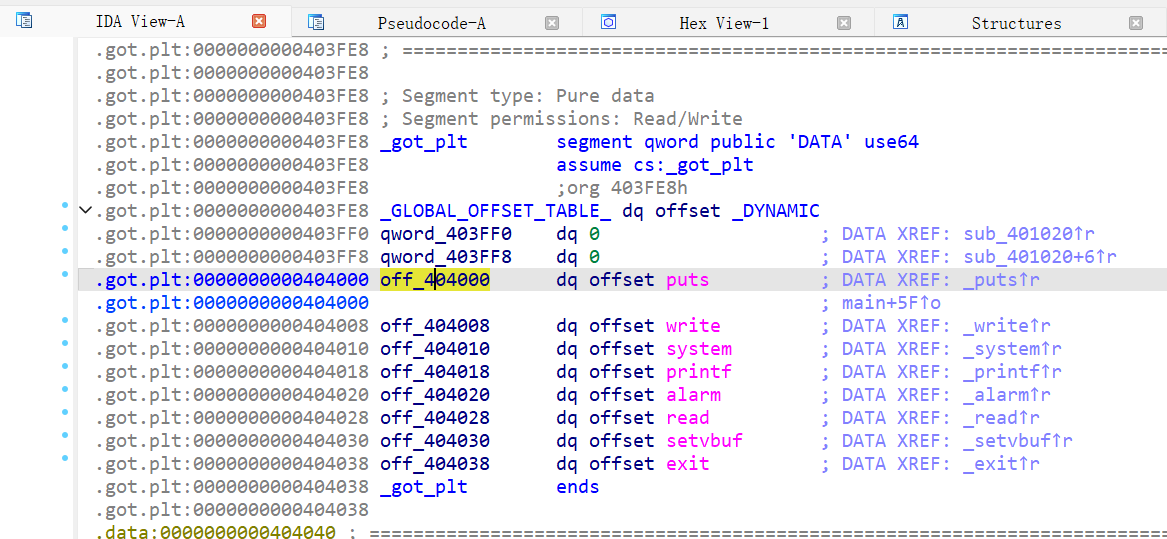 IDA View-A Pseudocode-A Hex View-1 Structures
.got.plt:0000000000403FE8 ; ===========================================================================
.got.plt:0000000000403FE8
.got.plt:0000000000403FE8 ; Segment type: Pure data
.got.plt:0000000000403FE8 ; Segment permissions: Read/Write
.got.plt:0000000000403FE8 _got_plt segment qword public 'DATA' use64
.got.plt:0000000000403FE8 assume cs:_got_plt
.got.plt:0000000000403FE8 ;org 403FE8h
.got.plt:0000000000403FE8 _GLOBAL_OFFSET_TABLE_ dq offset _DYNAMIC
.got.plt:0000000000403FF0 qword_403FF0 dq 0 ; DATA XREF: sub_401020↑r
.got.plt:0000000000403FF8 qword_403FF8 dq 0 ; DATA XREF: sub_401020+6↑r
.got.plt:0000000000404000 off_404000 dq offset puts ; DATA XREF: _puts↑r
.got.plt:0000000000404000 ; main+5F↑o
.got.plt:0000000000404008 off_404008 dq offset write ; DATA XREF: _write↑r
.got.plt:0000000000404010 off_404010 dq offset system ; DATA XREF: _system↑r
.got.plt:0000000000404018 off_404018 dq offset printf ; DATA XREF: _printf↑r
.got.plt:0000000000404020 off_404020 dq offset alarm ; DATA XREF: _alarm↑r
.got.plt:0000000000404028 off_404028 dq offset read ; DATA XREF: _read↑r
.got.plt:0000000000404030 off_404030 dq offset setvbuf ; DATA XREF: _setvbuf↑r
.got.plt:0000000000404038 off_404038 dq offset exit ; DATA XREF: _exit↑r
.got.plt:0000000000404038 _got_plt ends
.got.plt:0000000000404038
.data:0000000000404040 ; ===========================================================================